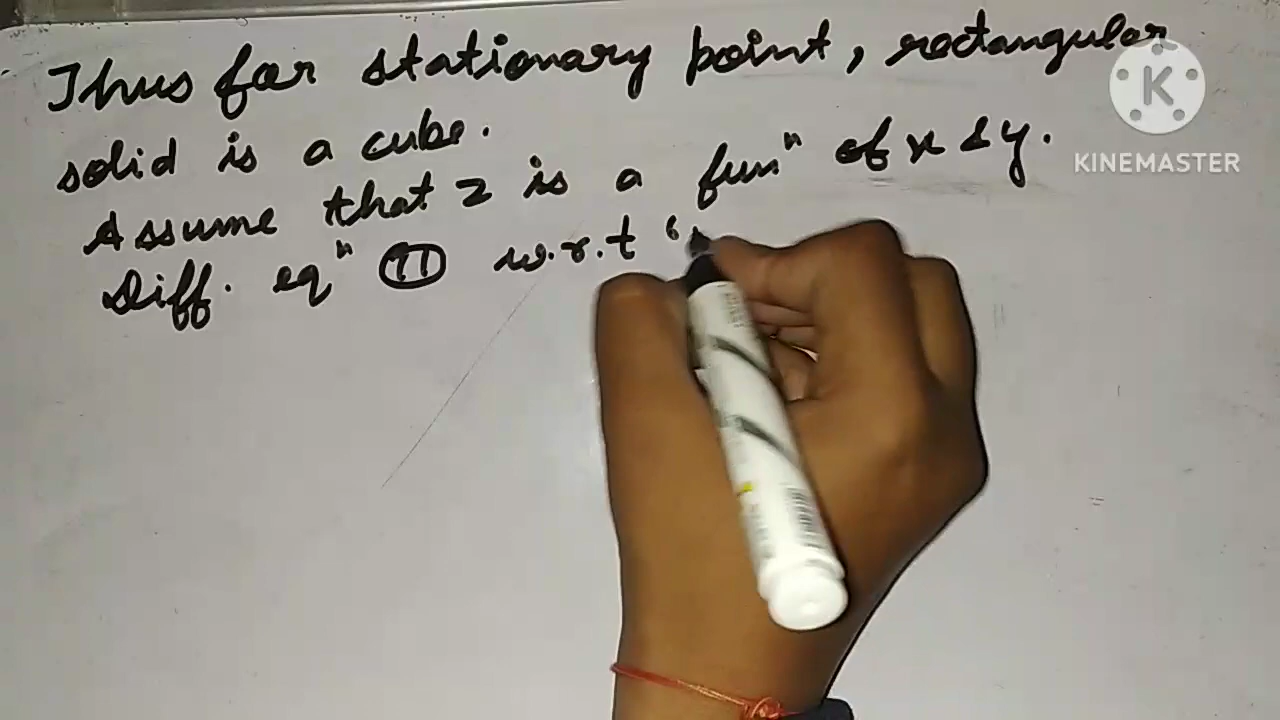 Thus for stationary point, rectangular
solid is a cube.
Assume that z is a funⁿ of x & y.
Diff. eqⁿ II w.r.t
K
KINEMASTER